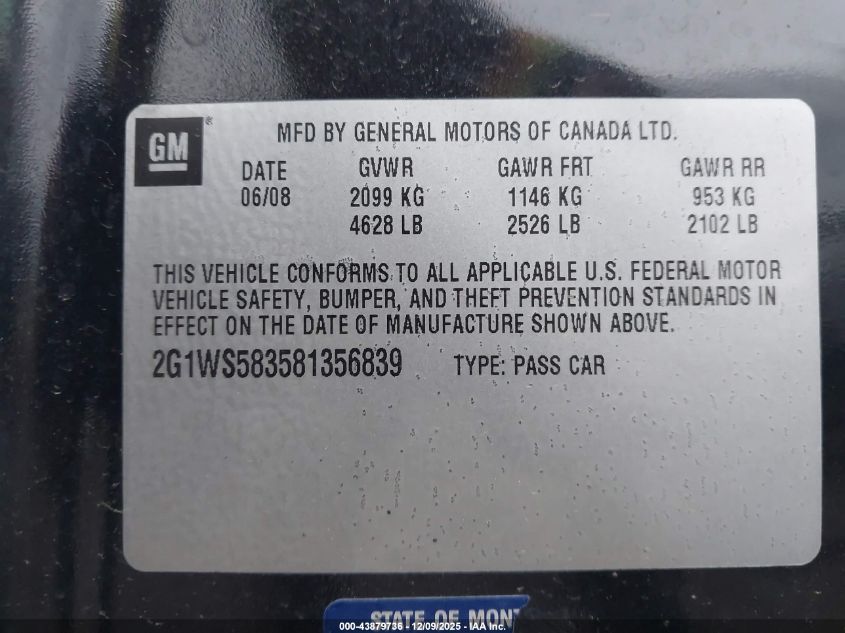 GM®
MFD BY GENERAL MOTORS OF CANADA LTD.
DATE GVWR GAWR FRT GAWR RR
06/08 2099 KG 1146 KG 953 KG
4628 LB 2526 LB 2102 LB
THIS VEHICLE CONFORMS TO ALL APPLICABLE U.S. FEDERAL MOTOR
VEHICLE SAFETY, BUMPER, AND THEFT PREVENTION STANDARDS IN
EFFECT ON THE DATE OF MANUFACTURE SHOWN ABOVE.
2G1WS583581356839 TYPE: PASS CAR
STATE OF MONT
000-43879736 - 12/09/2025 - IAA Inc.